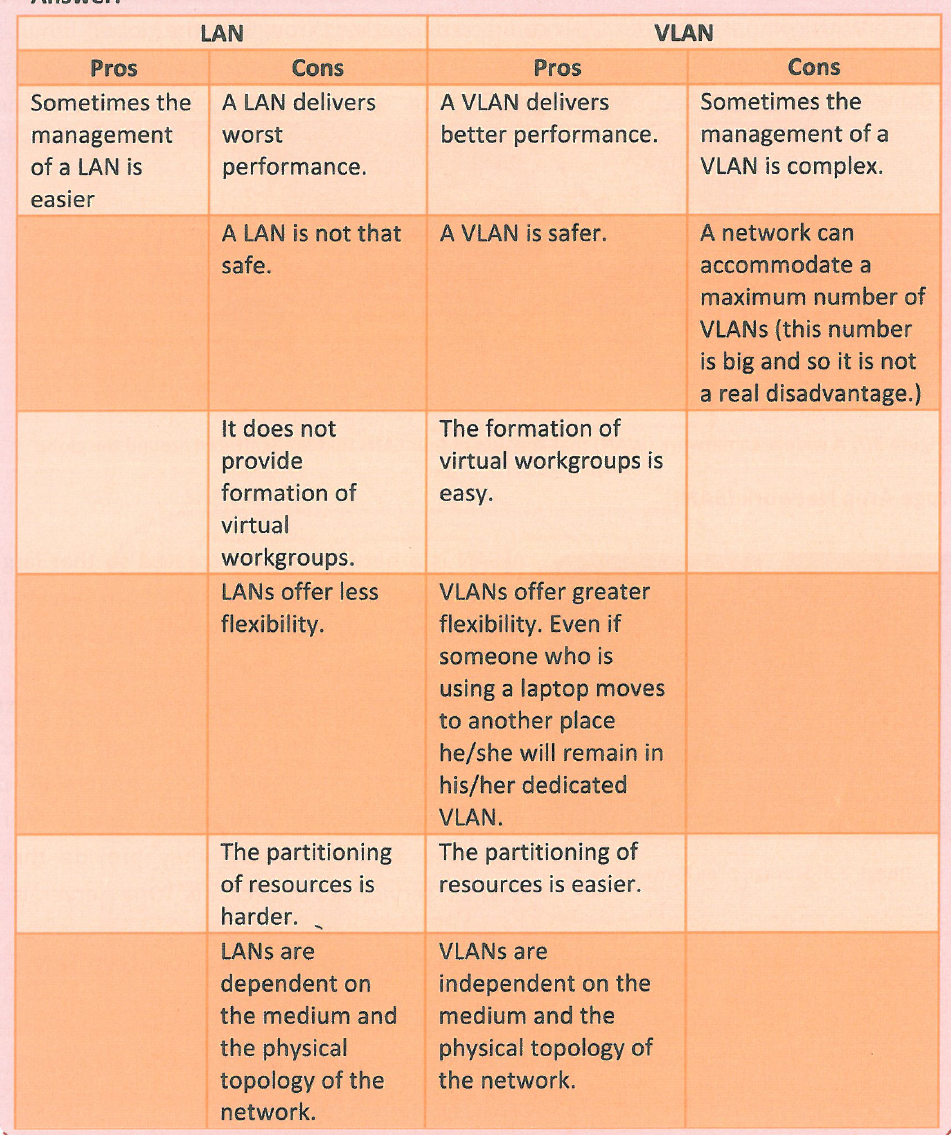 Answer:
LAN VLAN
Pros Cons Pros Cons
Sometimes the
management
of a LAN is
easier
A LAN delivers
worst
performance.
A VLAN delivers
better performance.
Sometimes the
management of a
VLAN is complex.
A LAN is not that
safe.
A VLAN is safer.
A network can
accommodate a
maximum number of
VLANs (this number
is big and so it is not
a real disadvantage.)
It does not
provide
formation of
virtual
workgroups.
The formation of
virtual workgroups is
easy.
LANs offer less
flexibility.
VLANs offer greater
flexibility. Even if
someone who is
using a laptop moves
to another place
he/she will remain in
his/her dedicated
VLAN.
The partitioning
of resources is
harder.
The partitioning of
resources is easier.
LANs are
dependent on
the medium and
the physical
topology of the
network.
VLANs are
independent on the
medium and the
physical topology of
the network.